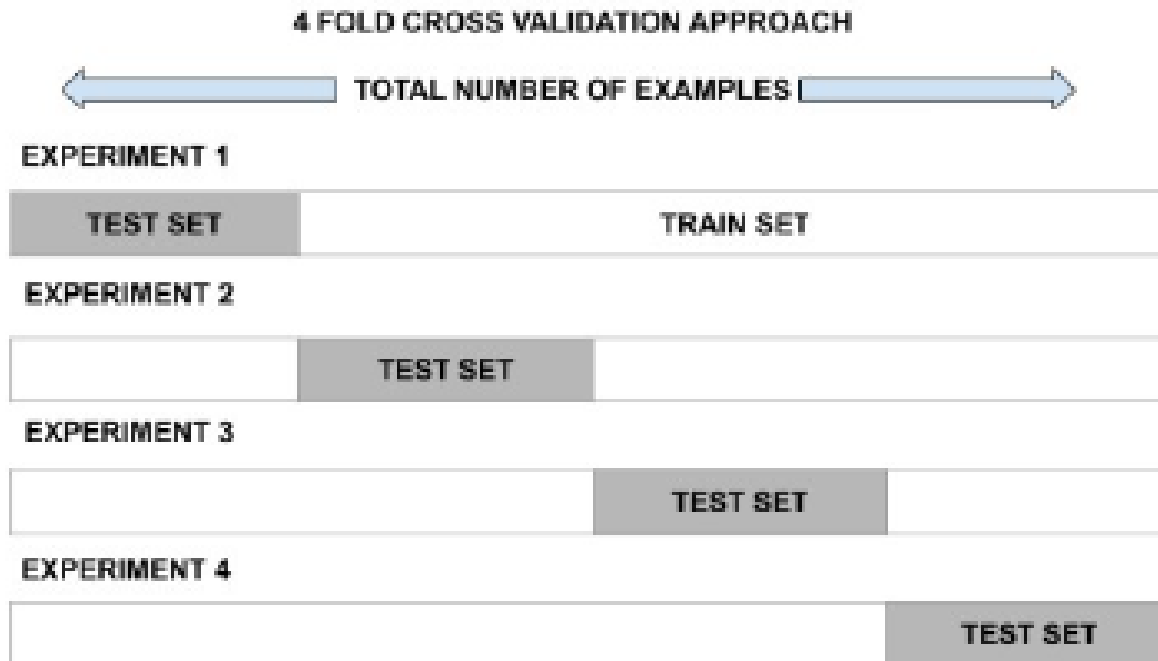 4 FOLD CROSS VALIDATION APPROACH
TOTAL NUMBER OF EXAMPLES
EXPERIMENT 1
TEST SET TRAIN SET
EXPERIMENT 2
TEST SET
EXPERIMENT 3
TEST SET
EXPERIMENT 4
TEST SET